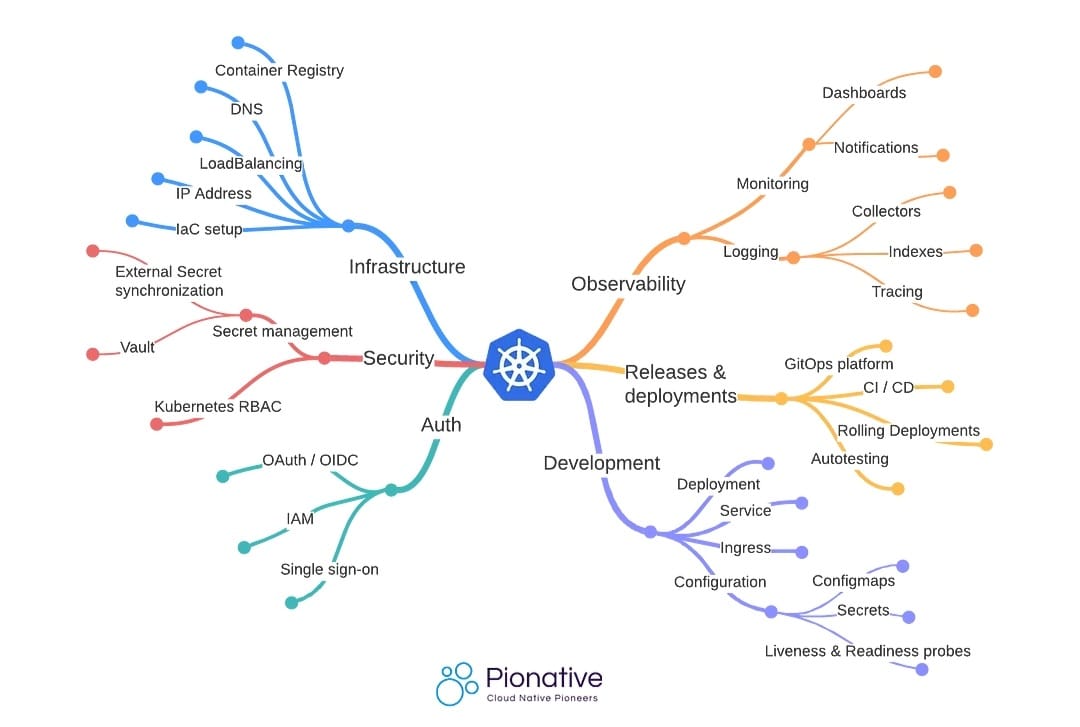 Container Registry
DNS
LoadBalancing
IP Address
IaC setup
Infrastructure
External Secret
synchronization
Secret management
Vault
Security
Kubernetes RBAC
Auth
OAuth / OIDC
IAM
Single sign-on
Dashboards
Notifications
Monitoring
Collectors
Logging
Indexes
Tracing
Observability
GitOps platform
Releases &
deployments
CI / CD
Rolling Deployments
Autotesting
Development
Deployment
Service
Ingress
Configuration
Configmaps
Secrets
Liveness & Readiness probes
Pionative
Cloud Native Pioneers